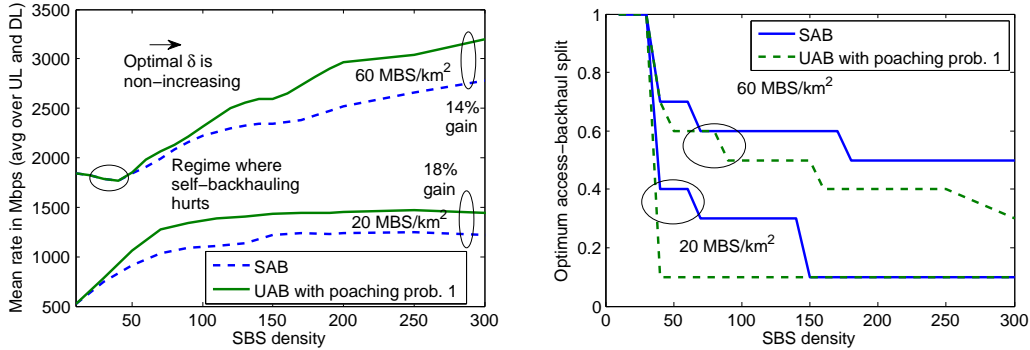 Mean rate in Mbps (avg over UL and DL)
3500
3000
2500
2000
1500
1000
500
Optimal δ is
non−increasing
60 MBS/km²
14%
gain
Regime where
self−backhauling
hurts
18%
gain
20 MBS/km²
SAB
UAB with poaching prob. 1
50
100
150
200
250
300
SBS density
Optimum access−backhaul split
1
0.8
0.6
0.4
0.2
0
SAB
UAB with poaching prob. 1
60 MBS/km²
20 MBS/km²
0
50
100
150
200
250
300
SBS density